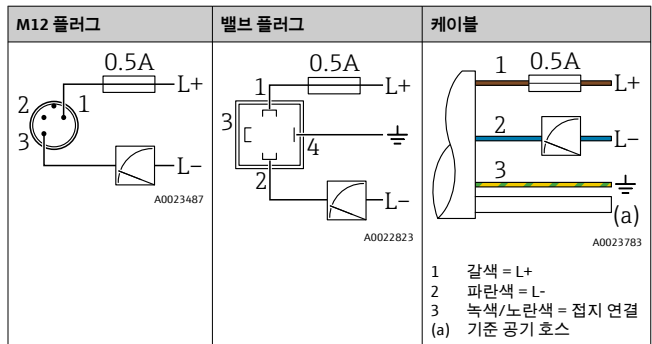 M12 플러그
밸브 플러그
케이블
0.5A
L+
2
1
3
L–
A0023487
0.5A
1
L+
3
4
2
L–
A0022823
1
0.5A
L+
2
L–
3
(a)
A0023783
1 갈색 = L+
2 파란색 = L-
3 녹색/노란색 = 접지 연결
(a) 기준 공기 호스